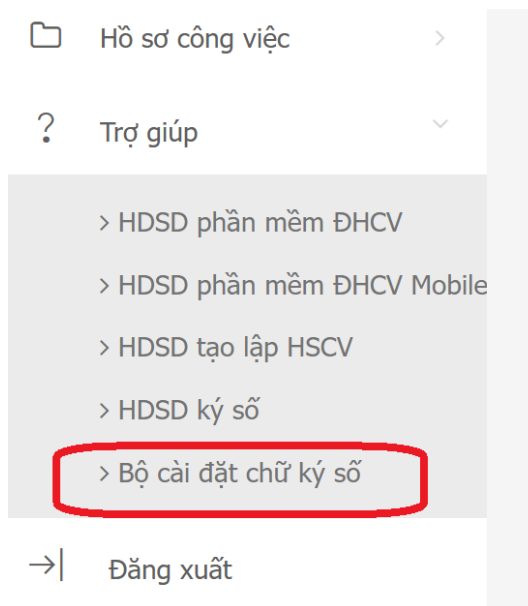 Hồ sơ công việc
Trợ giúp
> HDSD phần mềm ĐHCV
> HDSD phần mềm ĐHCV Mobile
> HDSD tạo lập HSCV
> HDSD ký số
> Bộ cài đặt chữ ký số
Đăng xuất